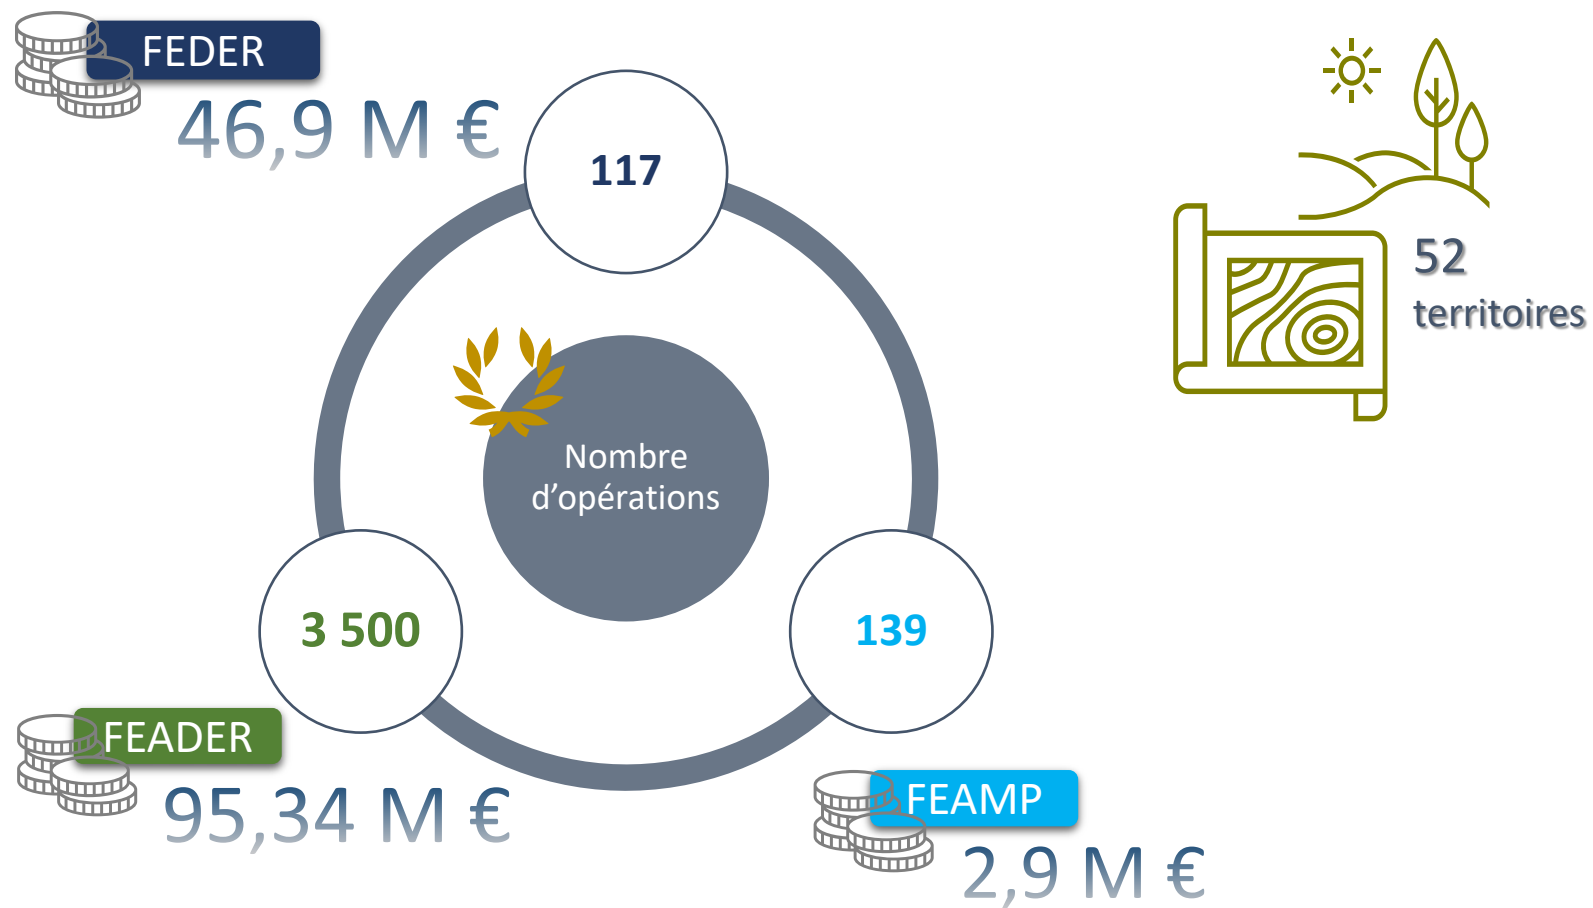 FEDER
46,9 M €
117
52
territoires
Nombre
d’opérations
3 500
139
FEADER
95,34 M €
FEAMP
2,9 M €